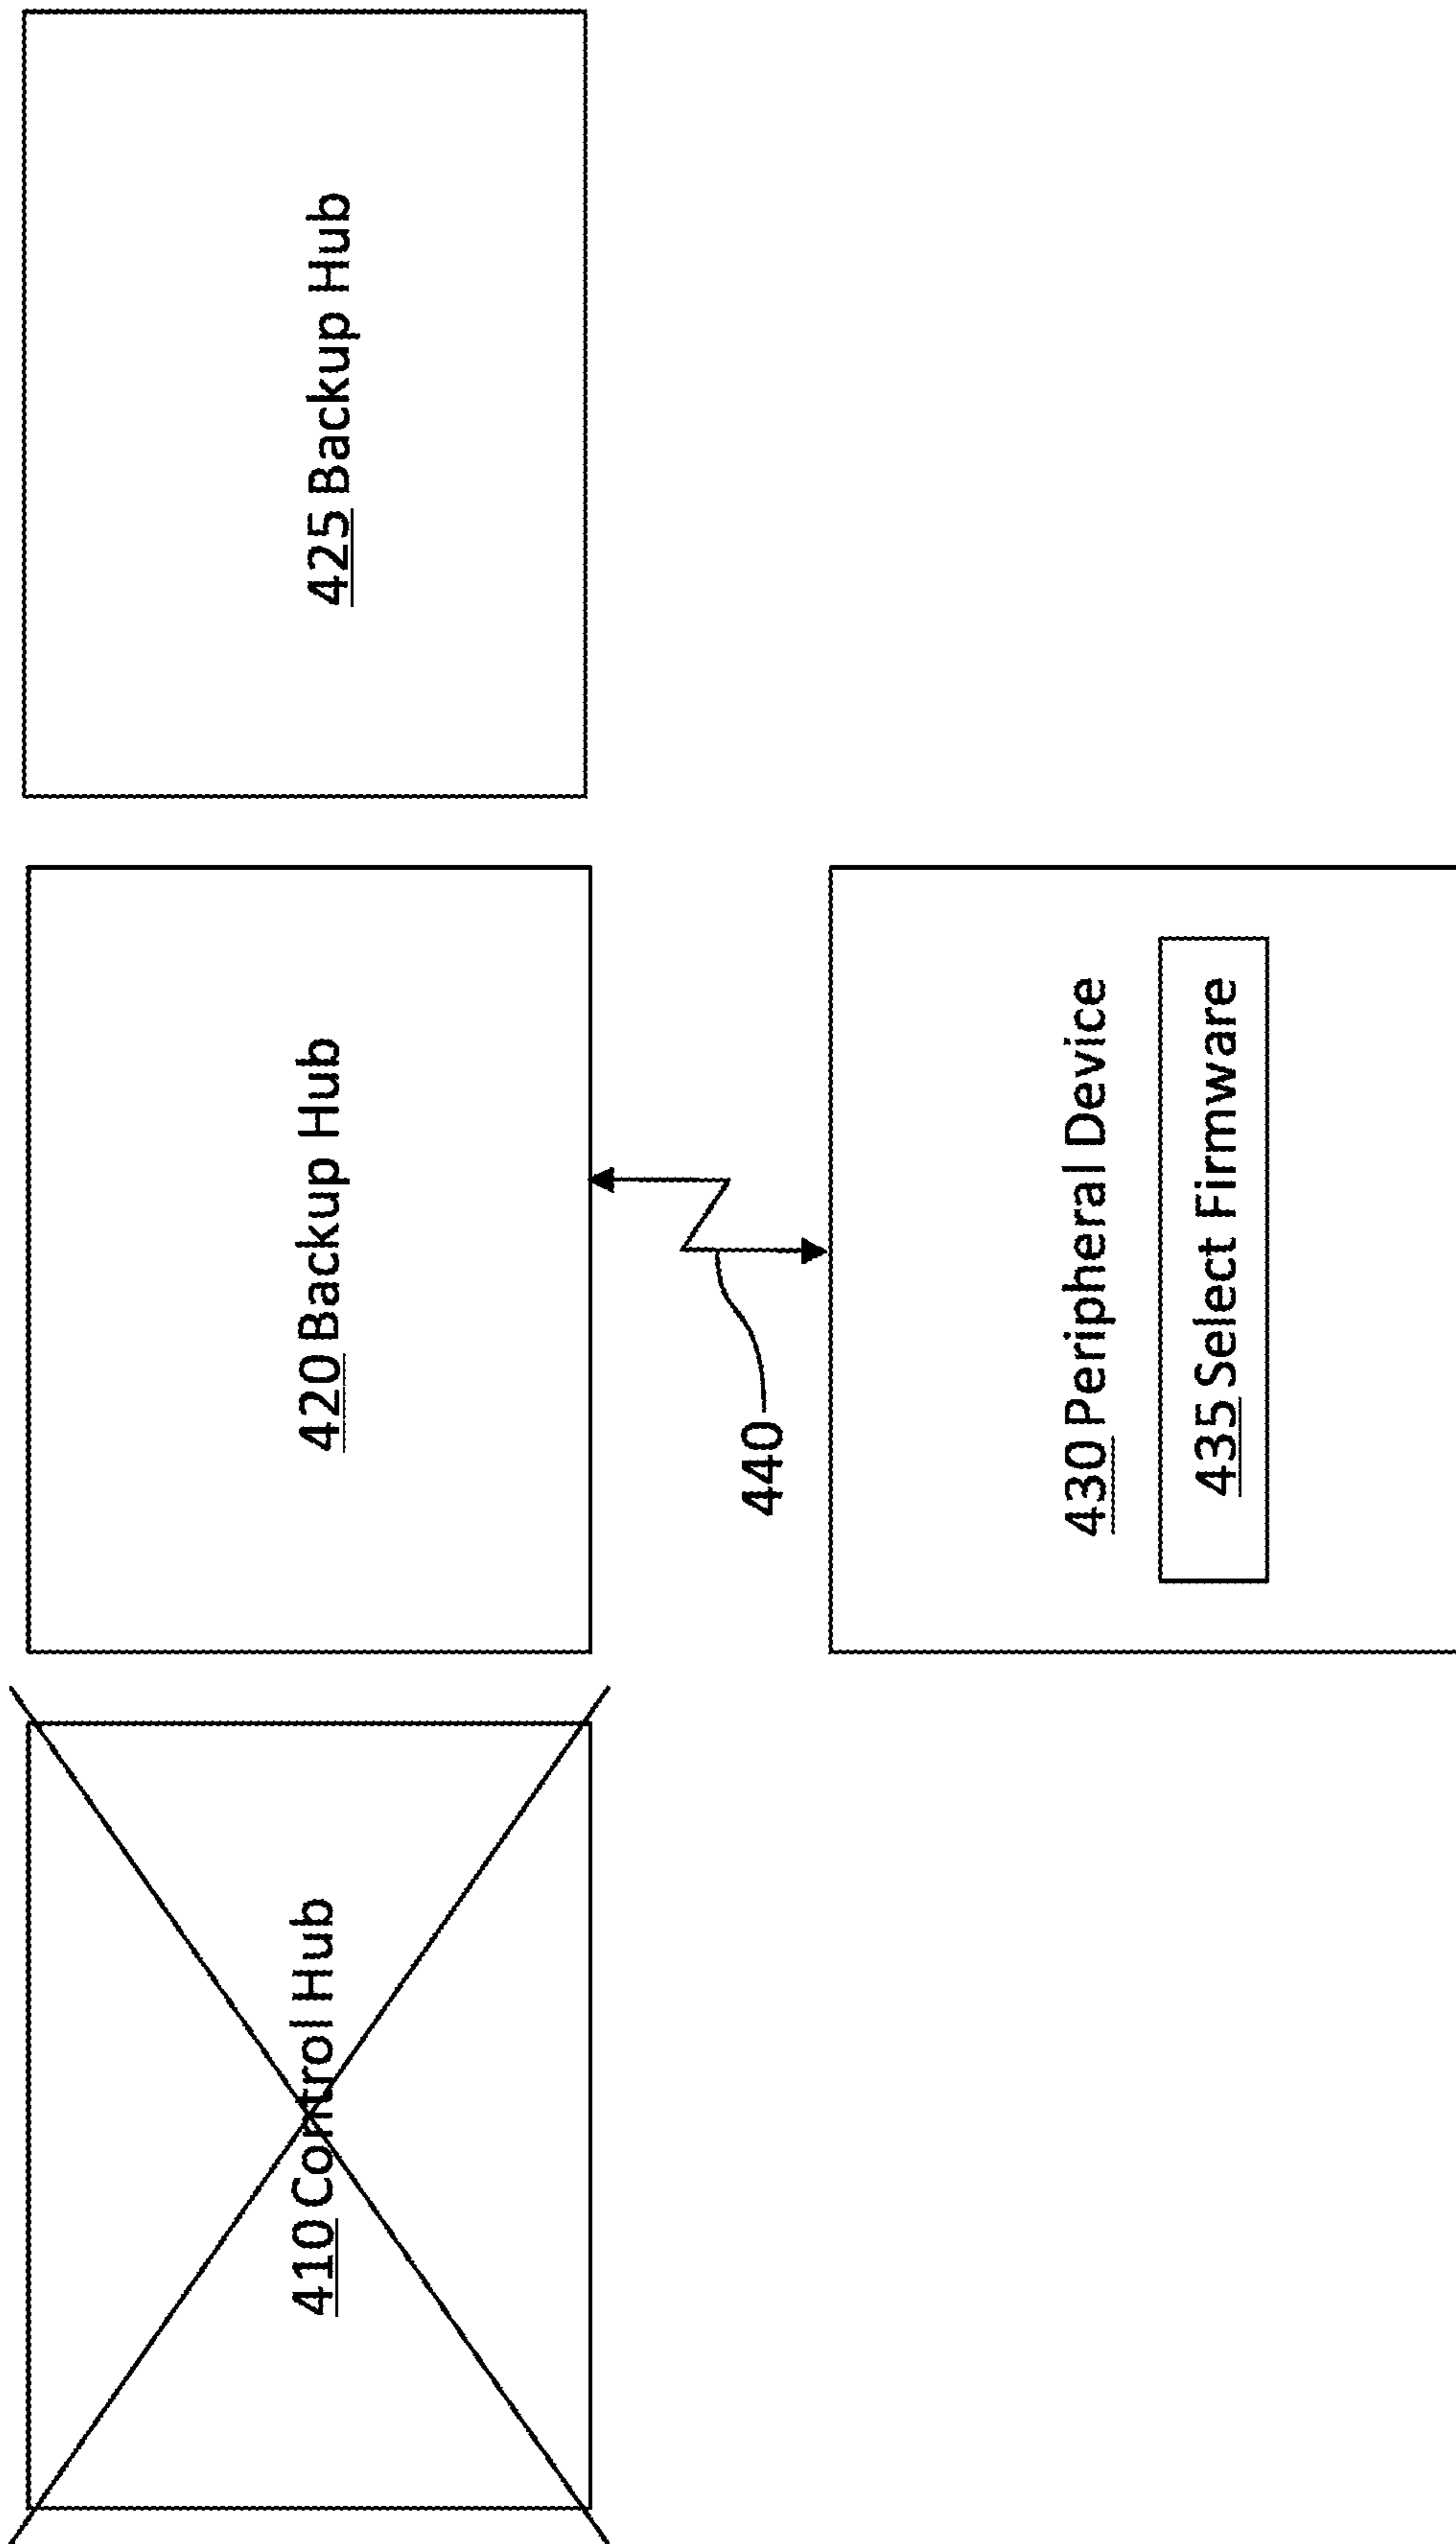 410 Control Hub
420 Backup Hub
425 Backup Hub
440
430 Peripheral Device
435 Select Firmware